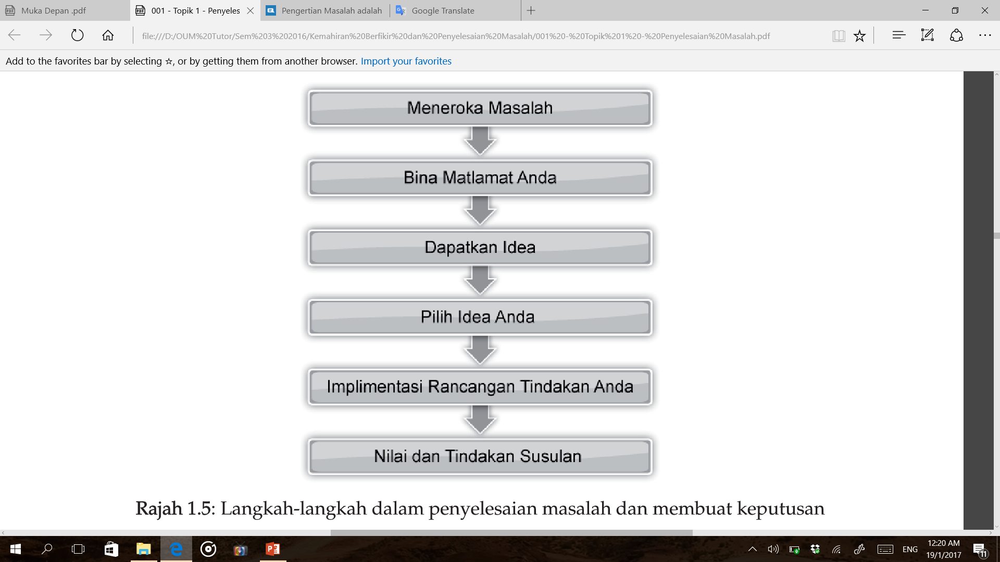 Muka Depan .pdf
001 - Topik 1 - Penyeles
Pengertian Masalah adalah
Google Translate
file:///D:/OUM%20Tutor/Sem%203%202016/Kemahiran%20Berfikir%20dan%20Penyelesaian%20Masalah/001%20-%20Topik%201%20-%20Penyelesaian%20Masalah.pdf
Add to the favorites bar by selecting ☆, or by getting them from another browser. Import your favorites
Meneroka Masalah
Bina Matlamat Anda
Dapatkan Idea
Pilih Idea Anda
Implimentasi Rancangan Tindakan Anda
Nilai dan Tindakan Susulan
Rajah 1.5: Langkah-langkah dalam penyelesaian masalah dan membuat keputusan
ENG
12:20 AM
19/1/2017
11